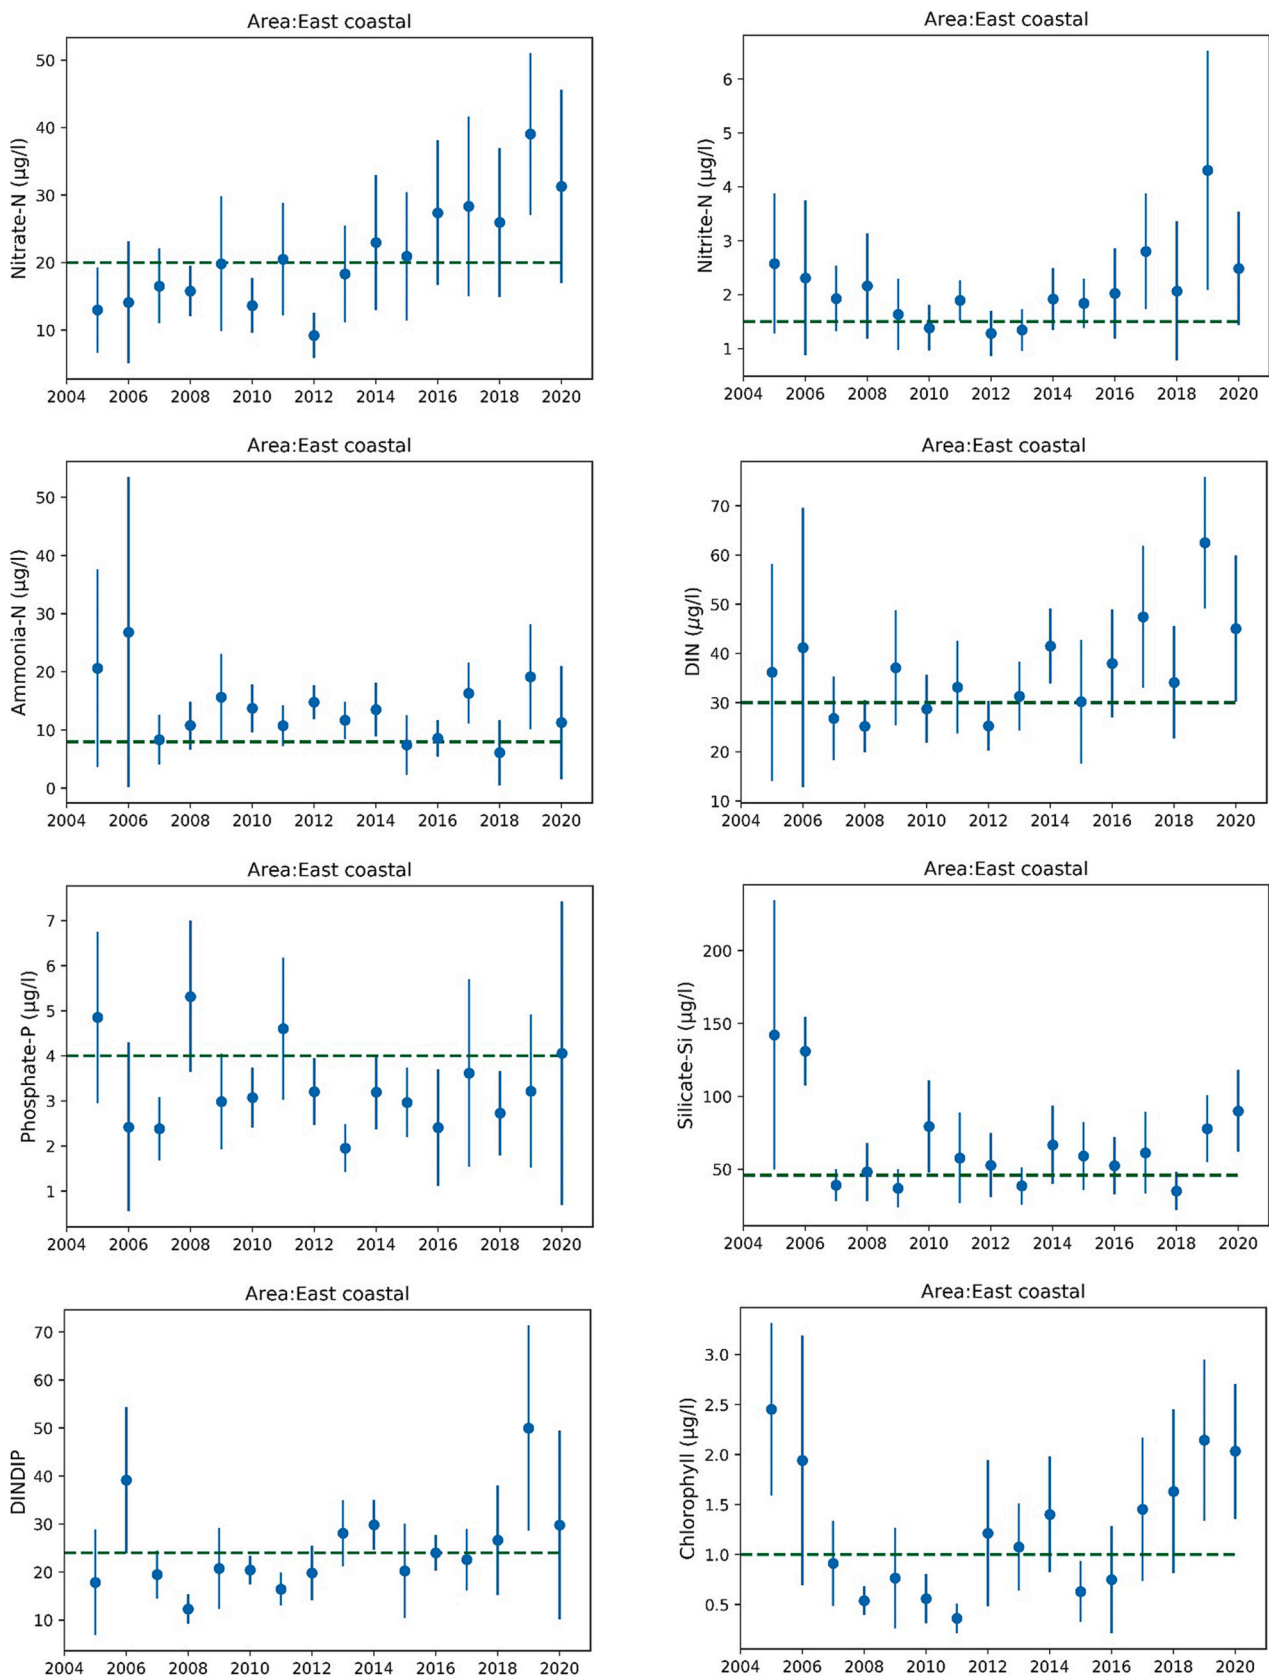 Area:East coastal
Nitrate-N (µg/l)
50
40
30
20
10
2004 2006 2008 2010 2012 2014 2016 2018 2020
Area:East coastal
Nitrite-N (µg/l)
6
5
4
3
2
1
2004 2006 2008 2010 2012 2014 2016 2018 2020
Area:East coastal
Ammonia-N (µg/l)
50
40
30
20
10
0
2004 2006 2008 2010 2012 2014 2016 2018 2020
Area:East coastal
DIN (µg/l)
70
60
50
40
30
20
10
2004 2006 2008 2010 2012 2014 2016 2018 2020
Area:East coastal
Phosphate-P (µg/l)
7
6
5
4
3
2
1
2004 2006 2008 2010 2012 2014 2016 2018 2020
Area:East coastal
Silicate-Si (µg/l)
200
150
100
50
2004 2006 2008 2010 2012 2014 2016 2018 2020
Area:East coastal
DINDIP
70
60
50
40
30
20
10
2004 2006 2008 2010 2012 2014 2016 2018 2020
Area:East coastal
Chlorophyll (µg/l)
3.0
2.5
2.0
1.5
1.0
0.5
2004 2006 2008 2010 2012 2014 2016 2018 2020